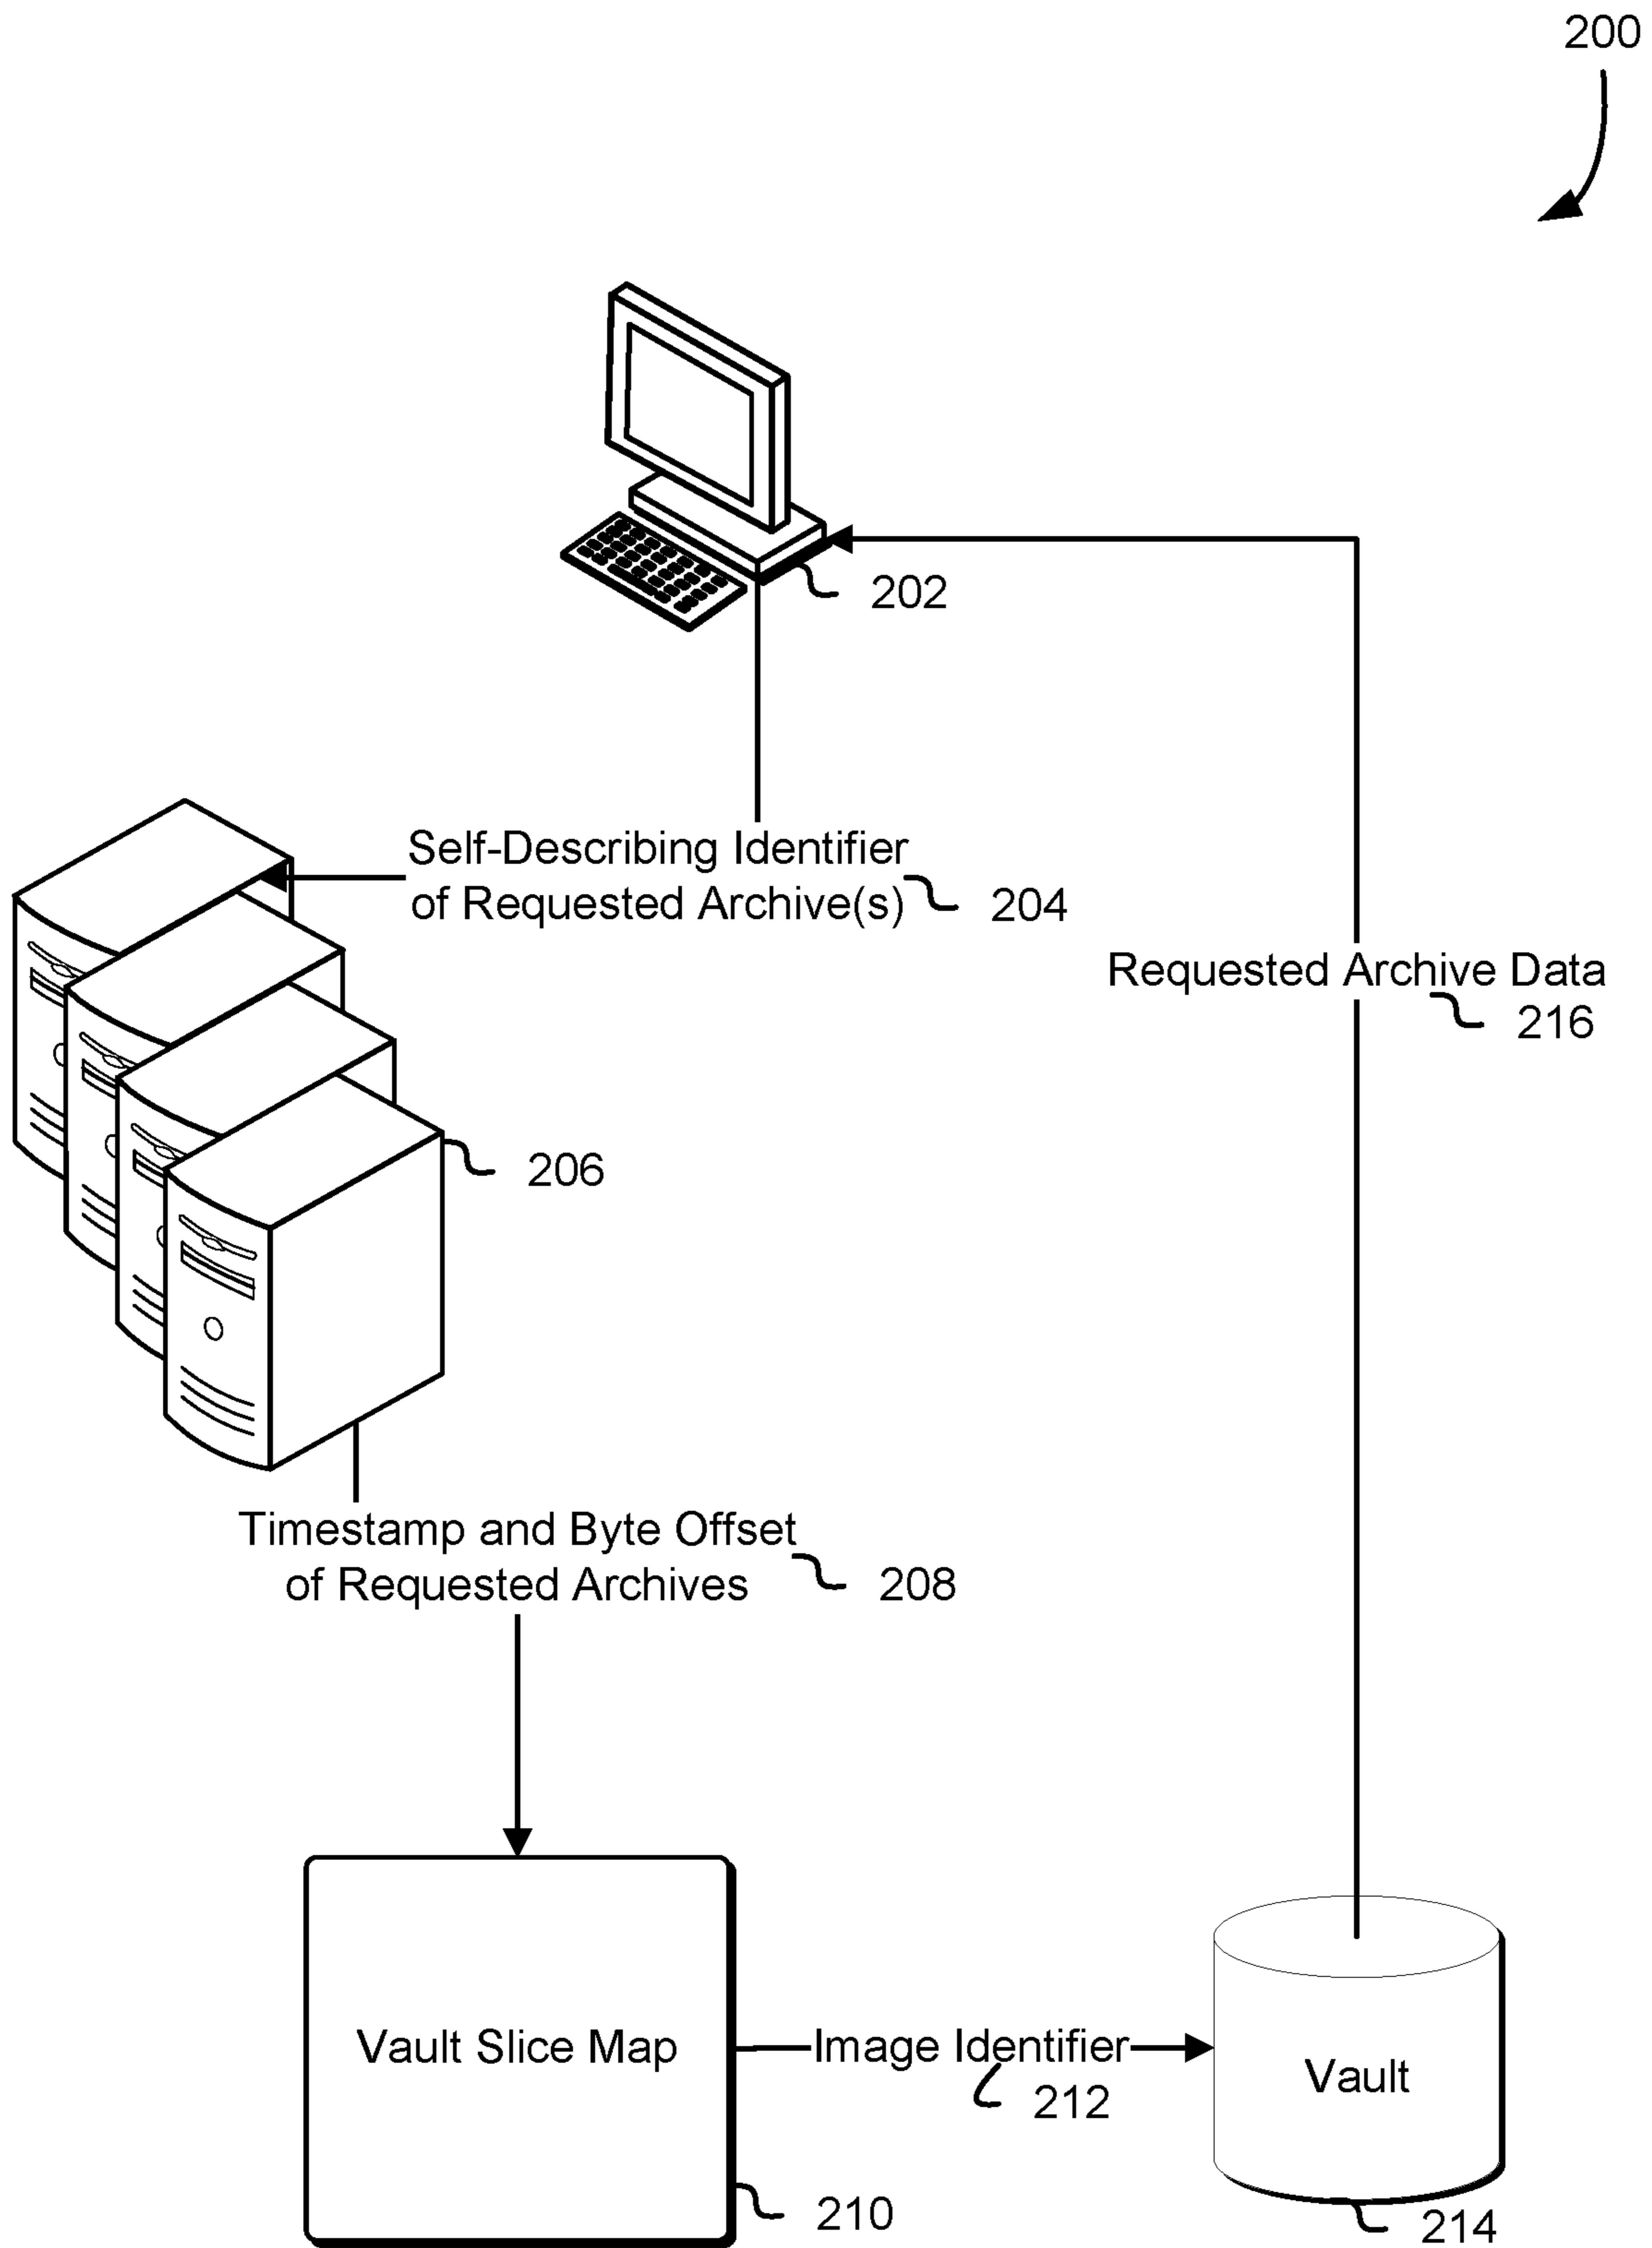 200
202
Self-Describing Identifier
of Requested Archive(s)
204
Requested Archive Data
216
206
Timestamp and Byte Offset
of Requested Archives
208
Vault Slice Map
Image Identifier
212
Vault
210
214